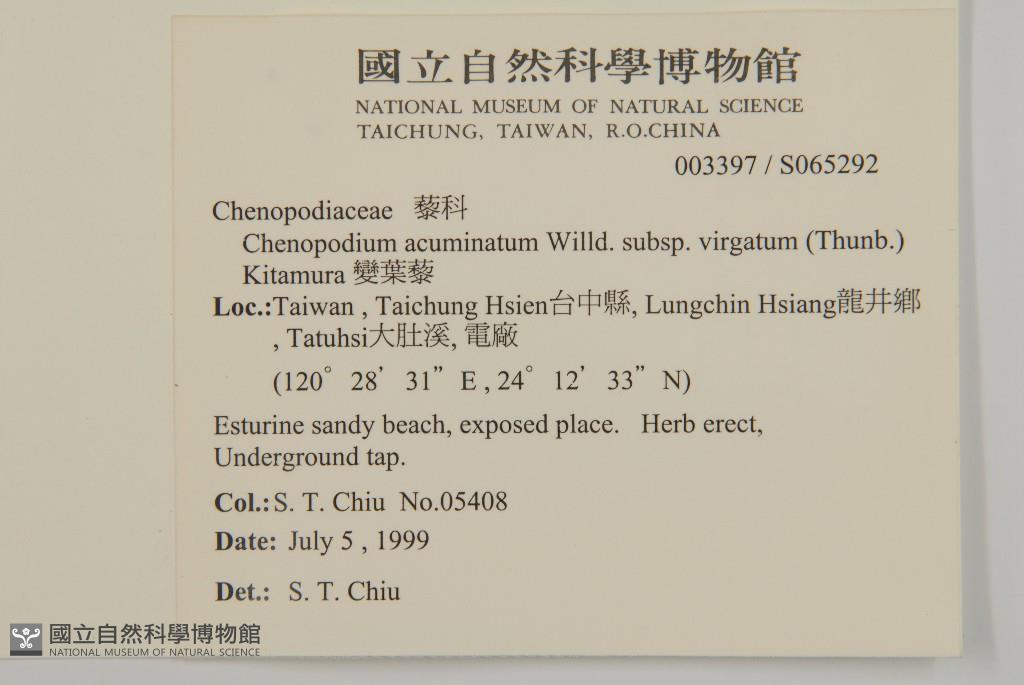 國立自然科學博物館
NATIONAL MUSEUM OF NATURAL SCIENCE
TAICHUNG, TAIWAN, R.O.CHINA
003397 / S065292
Chenopodiaceae 藜科
Chenopodium acuminatum Willd. subsp. virgatum (Thunb.)
Kitamura 變葉藜
Loc.:Taiwan , Taichung Hsien台中縣, Lungchin Hsiang龍井鄉
, Tatuhsi大肚溪, 電廠
(120° 28’ 31” E , 24° 12’ 33” N)
Esturine sandy beach, exposed place. Herb erect,
Underground tap.
Col.: S. T. Chiu No.05408
Date: July 5 , 1999
Det.: S. T. Chiu
國立自然科學博物館
NATIONAL MUSEUM OF NATURAL SCIENCE